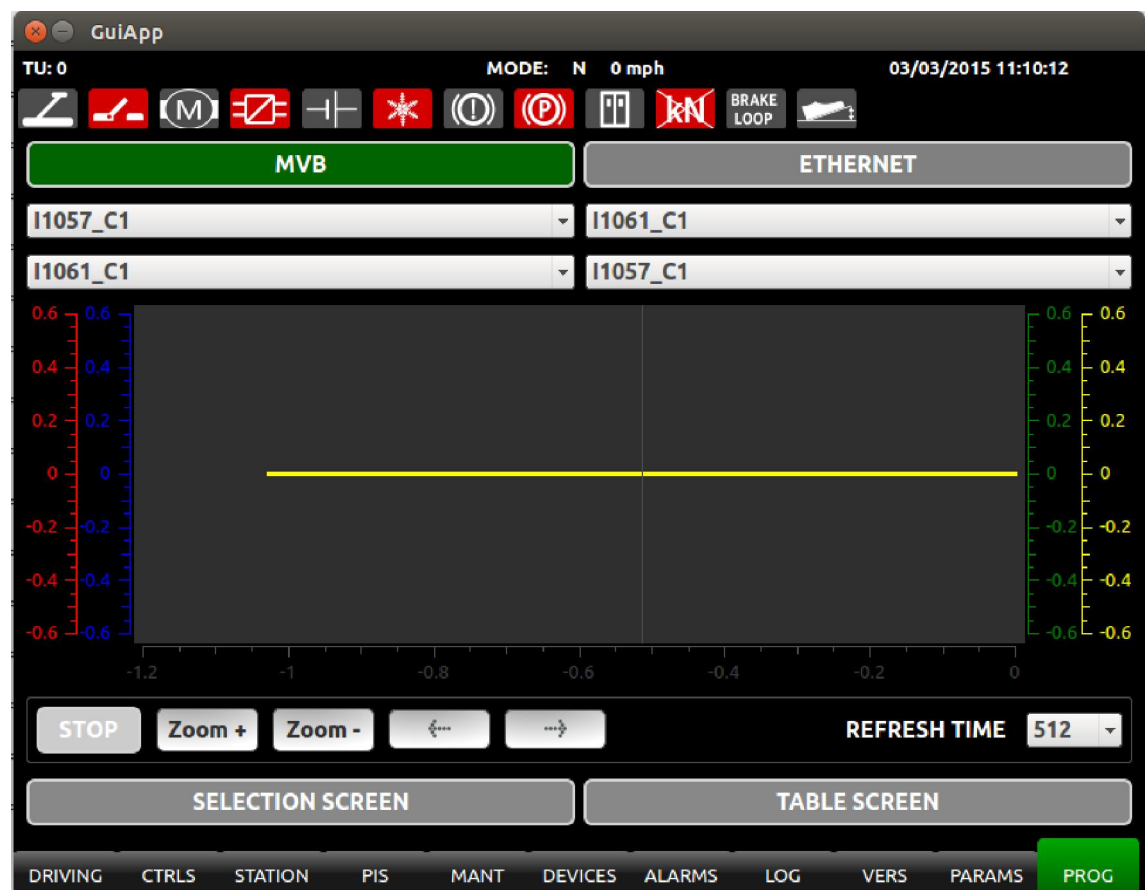 GuiApp
TU: 0 MODE: N 0 mph 03/03/2015 11:10:12
M (!) (P) kN BRAKE LOOP
MVB ETHERNET
I1057_C1 I1061_C1
I1061_C1 I1057_C1
0.6 0.6 0.6 0.6
0.4 0.4 0.4 0.4
0.2 0.2 0.2 0.2
0 0 0 0
-0.2 -0.2 -0.2 -0.2
-0.4 -0.4 -0.4 -0.4
-0.6 -0.6 -0.6 -0.6
-1.2 -1 -0.8 -0.6 -0.4 -0.2 0
STOP Zoom + Zoom - <--- ---> REFRESH TIME 512
SELECTION SCREEN TABLE SCREEN
DRIVING CTRLS STATION PIS MANT DEVICES ALARMS LOG VERS PARAMS PROG